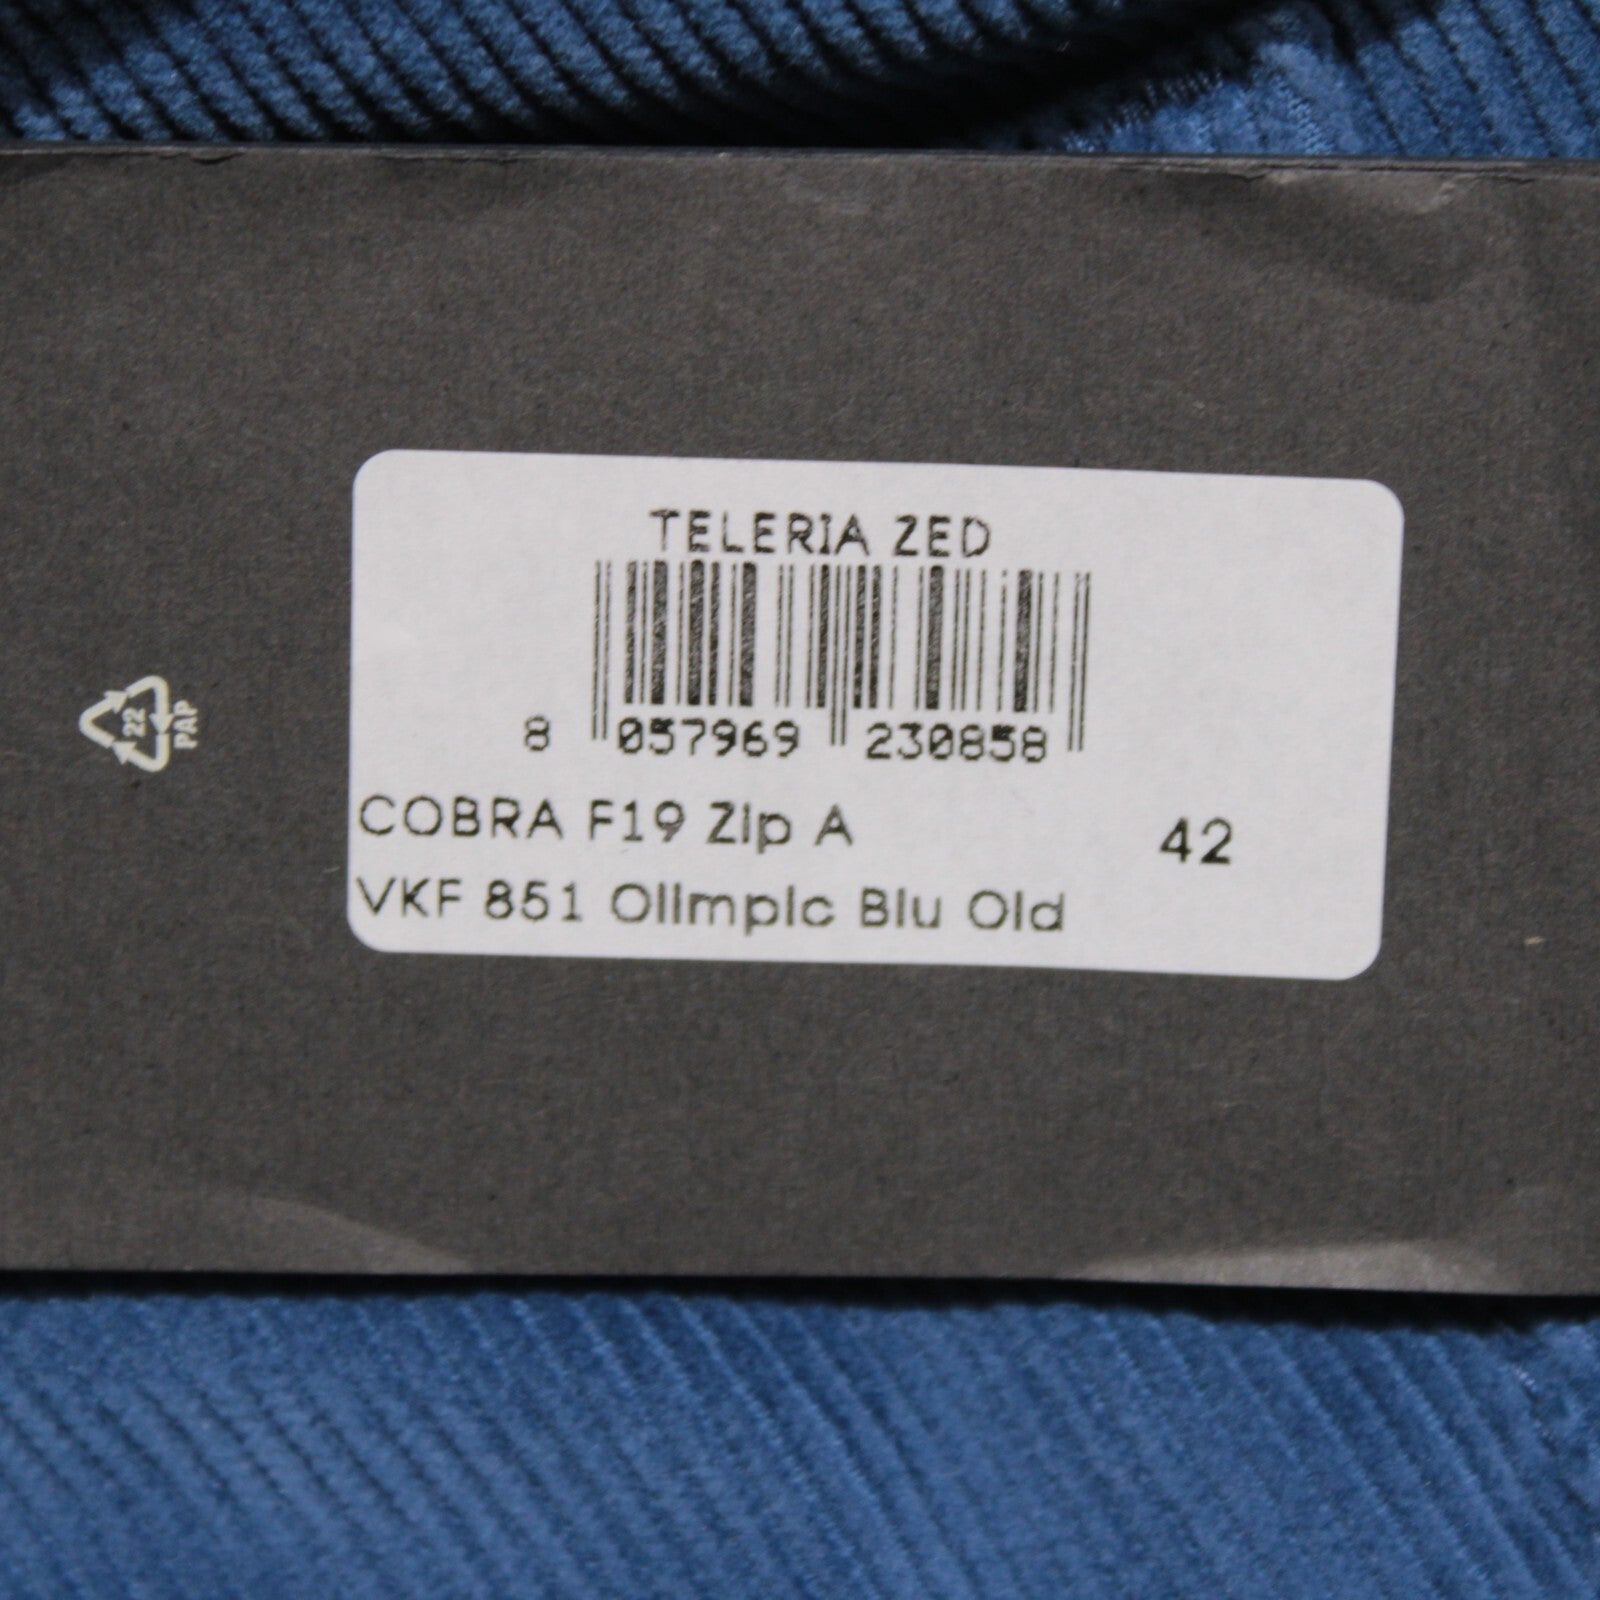 TELERIA ZED
8 057969 230858
COBRA F19 Zip A
42
VKF 851 Olimpic Blu Old
22
PAP